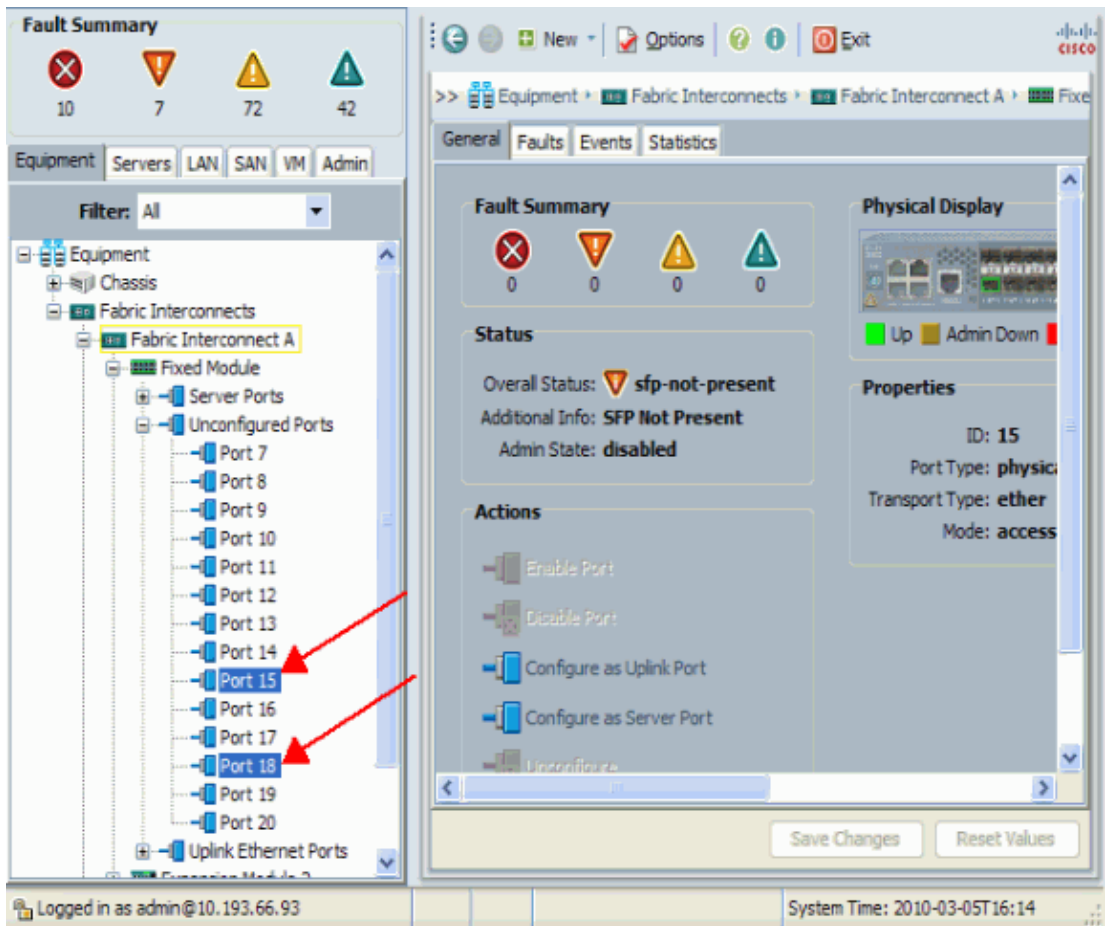 Fault Summary
10 7 72 42
Equipment Servers LAN SAN VM Admin
Filter: All
Equipment
Chassis
Fabric Interconnects
Fabric Interconnect A
Fixed Module
Server Ports
Unconfigured Ports
Port 7
Port 8
Port 9
Port 10
Port 11
Port 12
Port 13
Port 14
Port 15
Port 16
Port 17
Port 18
Port 19
Port 20
Uplink Ethernet Ports
Expansion Module 2
New Options Exit
CISCO
>> Equipment Fabric Interconnects Fabric Interconnect A Fixe
General Faults Events Statistics
Fault Summary
0 0 0 0
Status
Overall Status: sfp-not-present
Additional Info: SFP Not Present
Admin State: disabled
Actions
Enable Port
Disable Port
Configure as Uplink Port
Configure as Server Port
Unconfigure
Physical Display
Up Admin Down
Properties
ID: 15
Port Type: physica
Transport Type: ether
Mode: access
Save Changes Reset Values
Logged in as admin@10.193.66.93
System Time: 2010-03-05T16:14